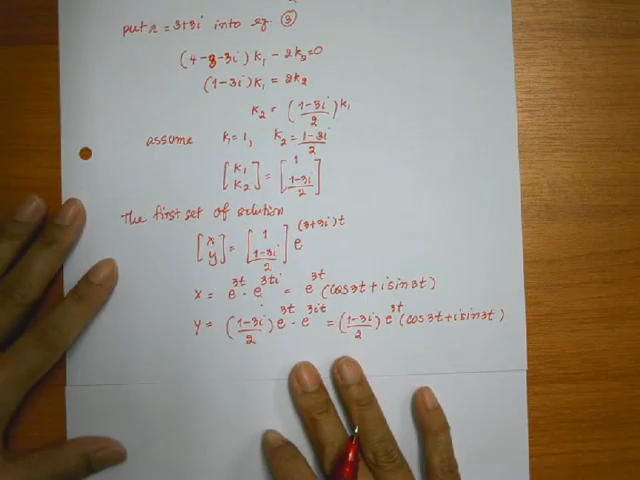 put r = 3+3i into eq. ③
(4-3-3i)k₁ - 2k₂=0
(1-3i)k₁ = 2k₂
k₂ = (1-3i/2)k₁
assume k₁=1, k₂=1-3i/2
[k₁ k₂] = [1 1-3i/2]
The first set of solution
[x y] = [1 1-3i/2] e^(3+3i)t
x = e^3t · e^3ti = e^3t (cos3t+isin3t)
y = (1-3i/2) e^3t · e^3it = (1-3i/2) e^3t (cos3t+isin3t)